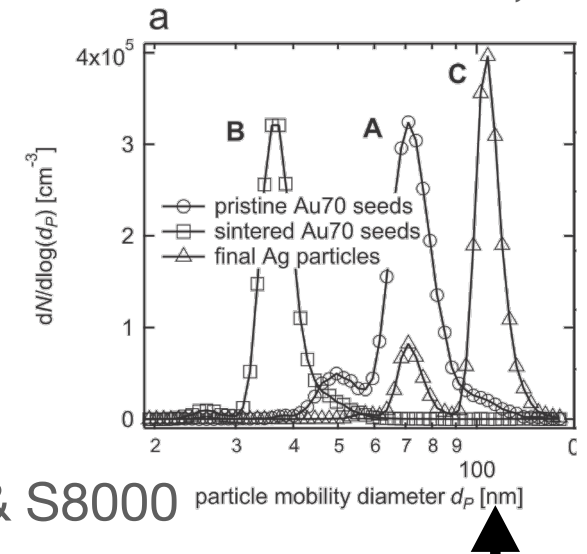 a
4x10⁵
3
2
1
0
dN/dlog(dP) [cm⁻³]
B
A
C
pristine Au70 seeds
sintered Au70 seeds
final Ag particles
2 3 4 5 6 7 8 9
100
& S8000
particle mobility diameter dP [nm]